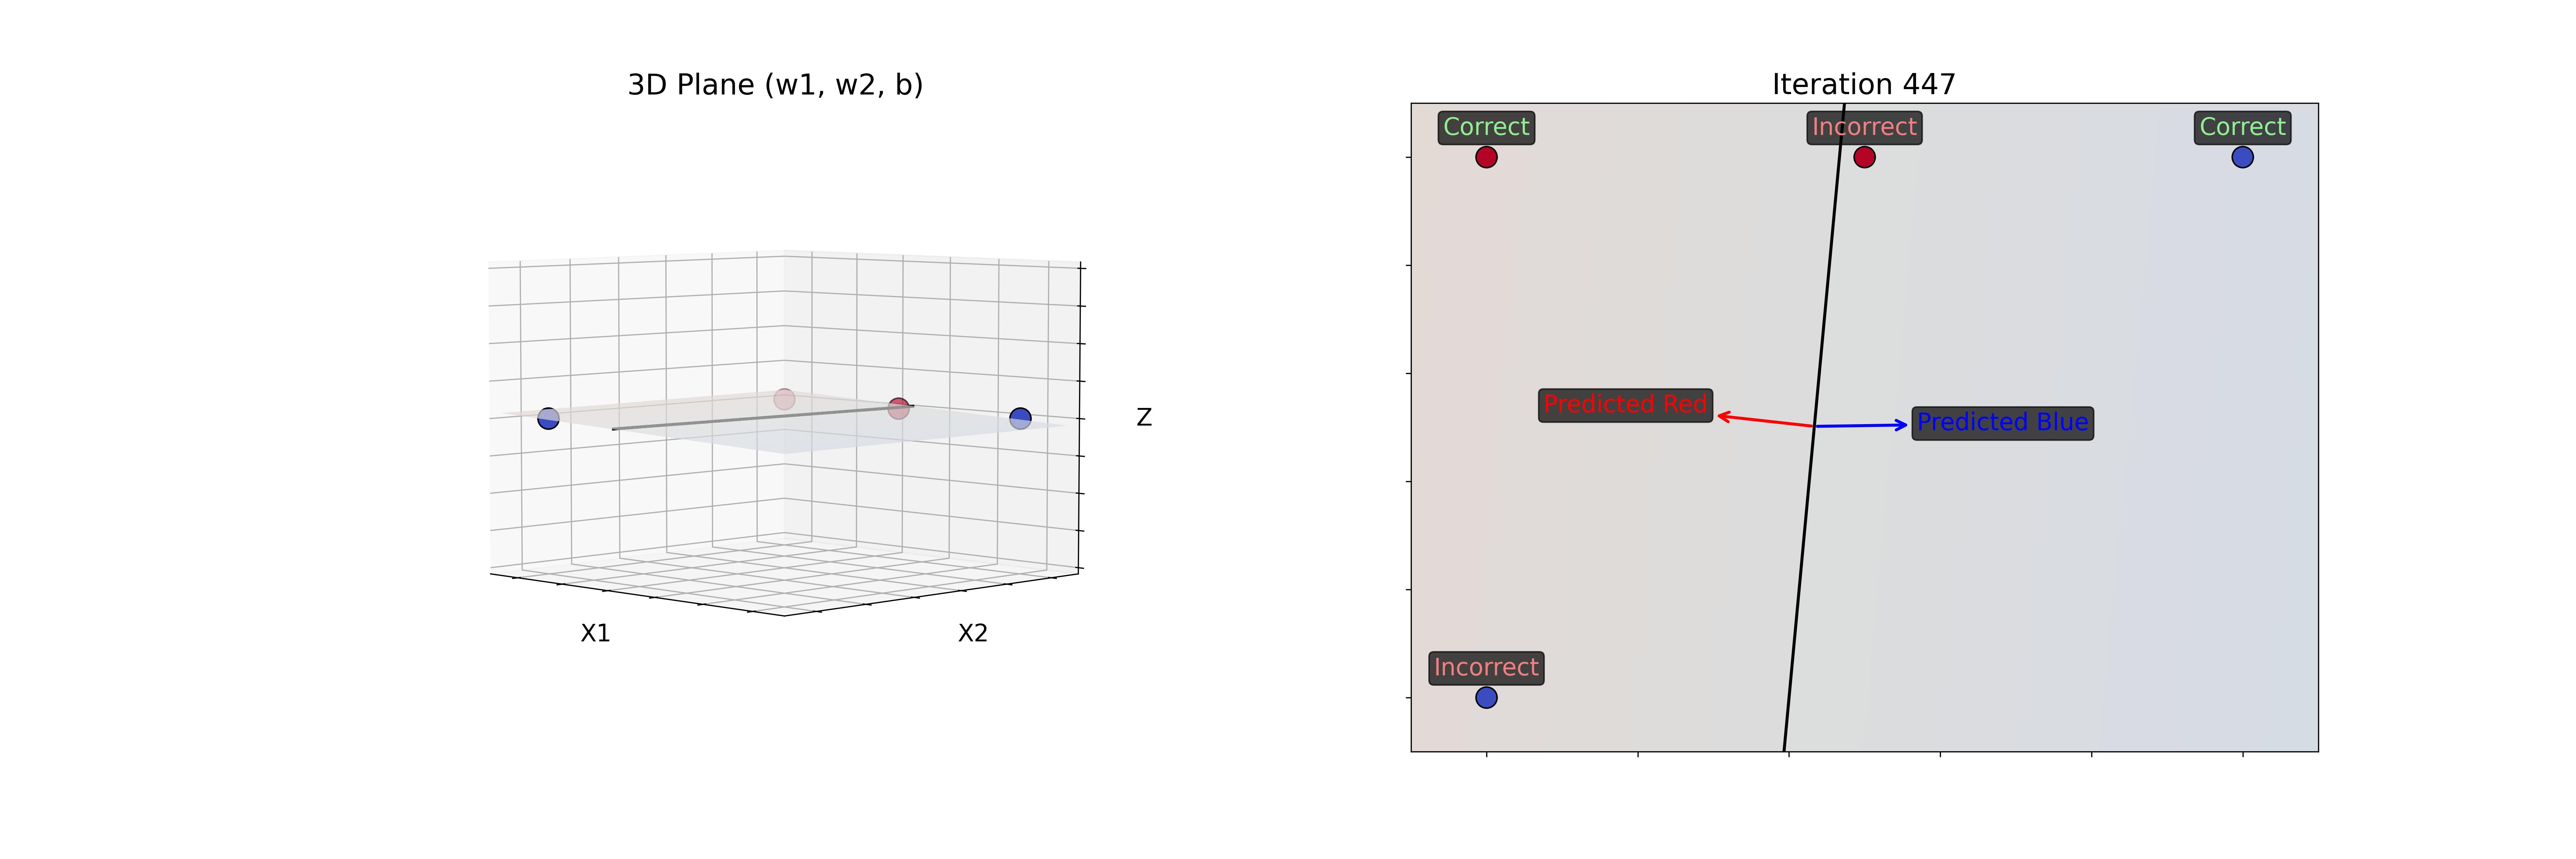 3D Plane (w1, w2, b)
Z
X1
X2
Iteration 447
Correct
Incorrect
Correct
Predicted Red
Predicted Blue
Incorrect